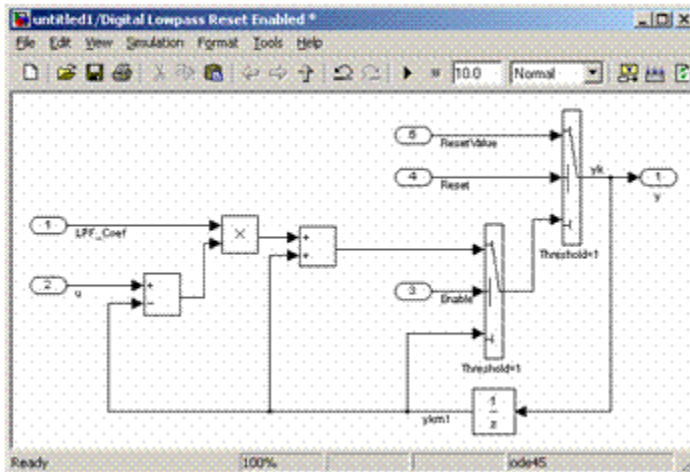 untitled1/Digital Lowpass Reset Enabled *
File Edit View Simulation Format Tools Help
10.0 Normal
5
ResetValue
4
Reset
yk
1
y
1
LPF_Coef
×
+
+
2
u
+
−
3
Enable
Threshold=1
Threshold=1
ykm1
1
z
Ready 100% ode45